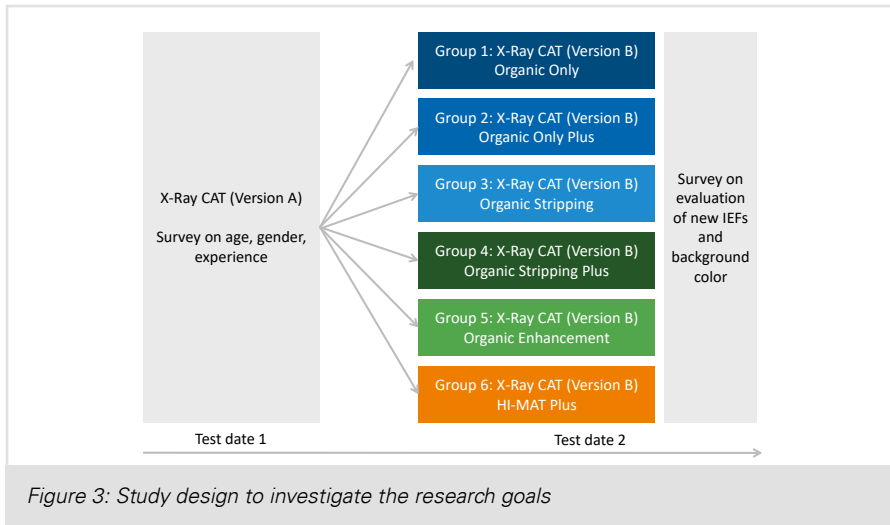 X-Ray CAT (Version A)
Survey on age, gender,
experience
Group 1: X-Ray CAT (Version B)
Organic Only
Group 2: X-Ray CAT (Version B)
Organic Only Plus
Group 3: X-Ray CAT (Version B)
Organic Stripping
Group 4: X-Ray CAT (Version B)
Organic Stripping Plus
Group 5: X-Ray CAT (Version B)
Organic Enhancement
Group 6: X-Ray CAT (Version B)
HI-MAT Plus
Survey on
evaluation
of new IEFs
and
background
color
Test date 1
Test date 2
Figure 3: Study design to investigate the research goals